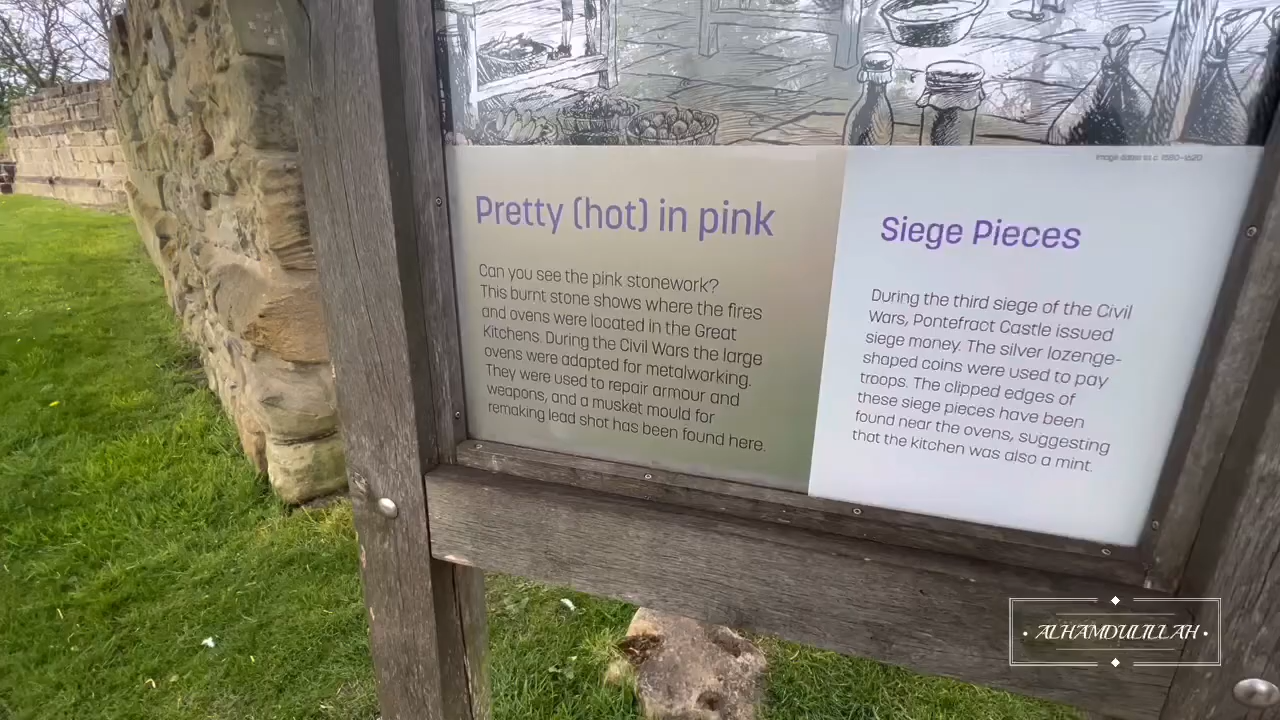 Image dates to c. 1580-1620
Pretty (hot) in pink
Can you see the pink stonework?
This burnt stone shows where the fires
and ovens were located in the Great
Kitchens. During the Civil Wars the large
ovens were adapted for metalworking.
They were used to repair armour and
weapons, and a musket mould for
remaking lead shot has been found here.
Siege Pieces
During the third siege of the Civil
Wars, Pontefract Castle issued
siege money. The silver lozenge-
shaped coins were used to pay
troops. The clipped edges of
these siege pieces have been
found near the ovens, suggesting
that the kitchen was also a mint.
ALHAMDULILLAH